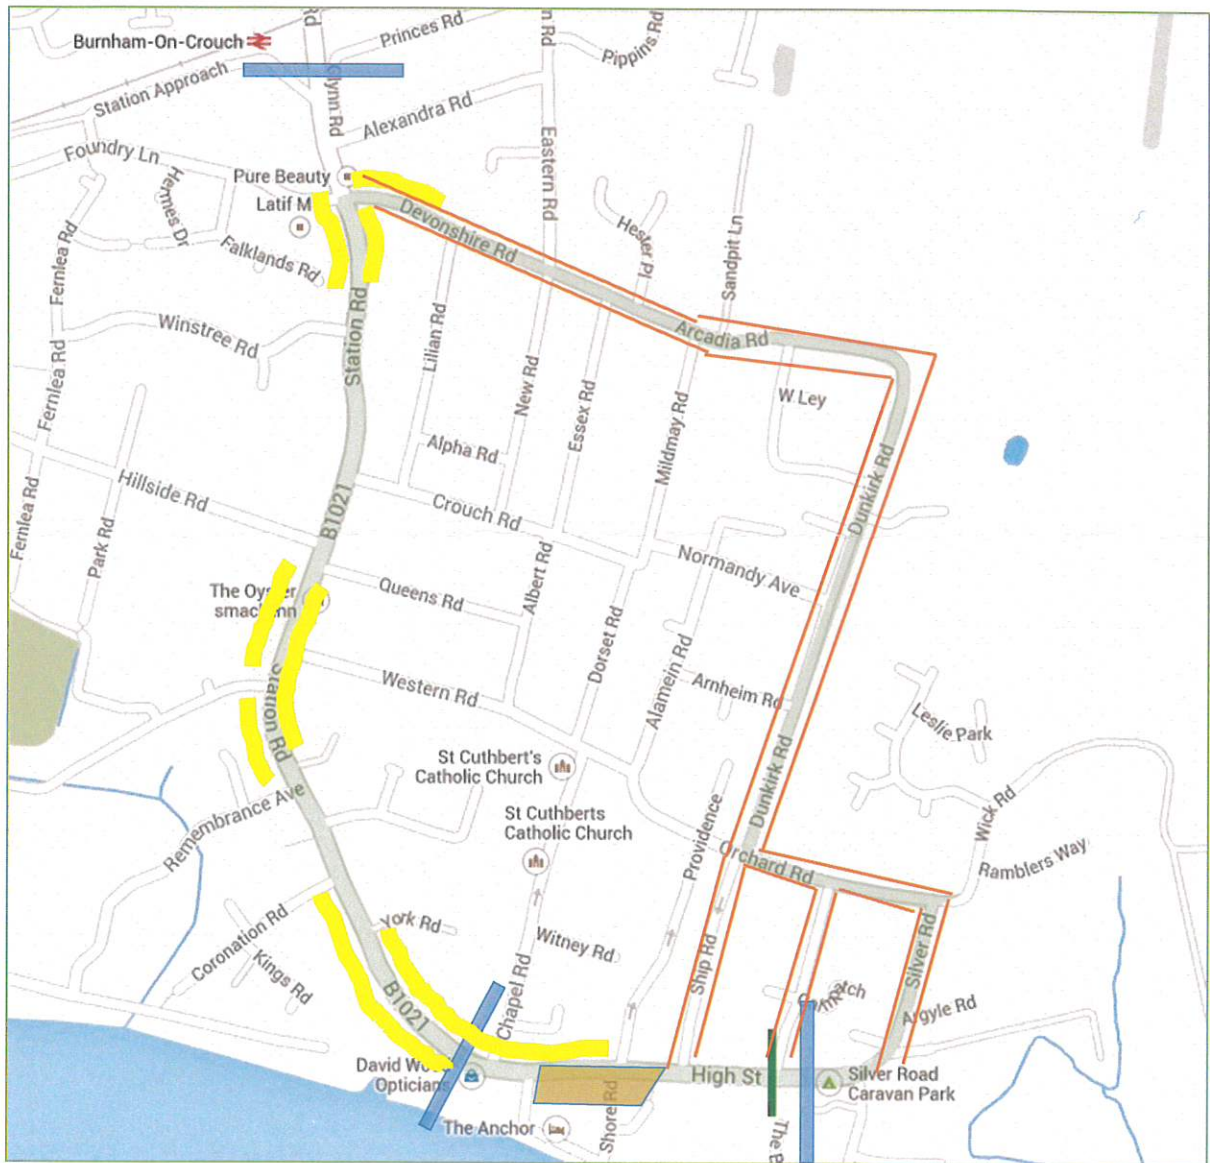 Burnham-On-Crouch
Rd
Princes Rd
Pippins Rd
Station Approach
Glynn Rd
Alexandra Rd
Foundry Ln
Pure Beauty
Eastern Rd
Hermes Dr
Latif M
Devonshire Rd
Hester
Sandpit Ln
Fernlea Rd
Falklands Rd
Station Rd
Lilian Rd
Arcadia Rd
Winstree Rd
Fernlea Rd
New Rd
Essex Rd
Mildmay Rd
W Ley
Alpha Rd
Dunkirk Rd
Hillside Rd
B1021
Crouch Rd
Fernlea Rd
Park Rd
Normandy Ave
The Oyster
Queens Rd
Albert Rd
Dorset Rd
Alamein Rd
Western Rd
Arnheim Rd
Station Rd
Leslie Park
St Cuthbert's
Catholic Church
Dunkirk Rd
Remembrance Ave
St Cuthberts
Catholic Church
Providence
Wick Rd
Orchard Rd
Ramblers Way
Coronation Rd
York Rd
Witney Rd
Kings Rd
Ship Rd
Silver Rd
B1021
Chapel Rd
Argyle Rd
David
Opticians
High St
Silver Road
Caravan Park
The Anchor
Shore Rd